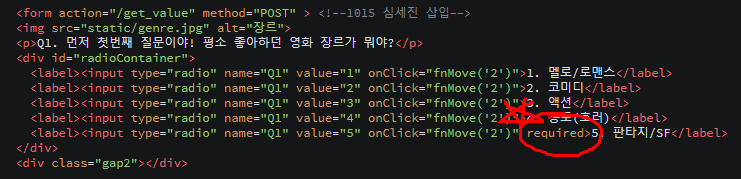 <form action="/get_value" method="POST" > <!--1015 심세진 삽입-->
<img src="static/genre.jpg" alt="장르">
<p>Q1. 먼저 첫번째 질문이야! 평소 좋아하던 영화 장르가 뭐야?</p>
<div id="radioContainer">
<label><input type="radio" name="Q1" value="1" onClick="fnMove('2')">1. 멜로/로맨스</label>
<label><input type="radio" name="Q1" value="2" onClick="fnMove('2')">2. 코미디</label>
<label><input type="radio" name="Q1" value="3" onClick="fnMove('2')">3. 액션</label>
<label><input type="radio" name="Q1" value="4" onClick="fnMove('2')" 공포(호러)</label>
<label><input type="radio" name="Q1" value="5" onClick="fnMove('2')" required>5. 판타지/SF</label>
</div>
<div class="gap2"></div>